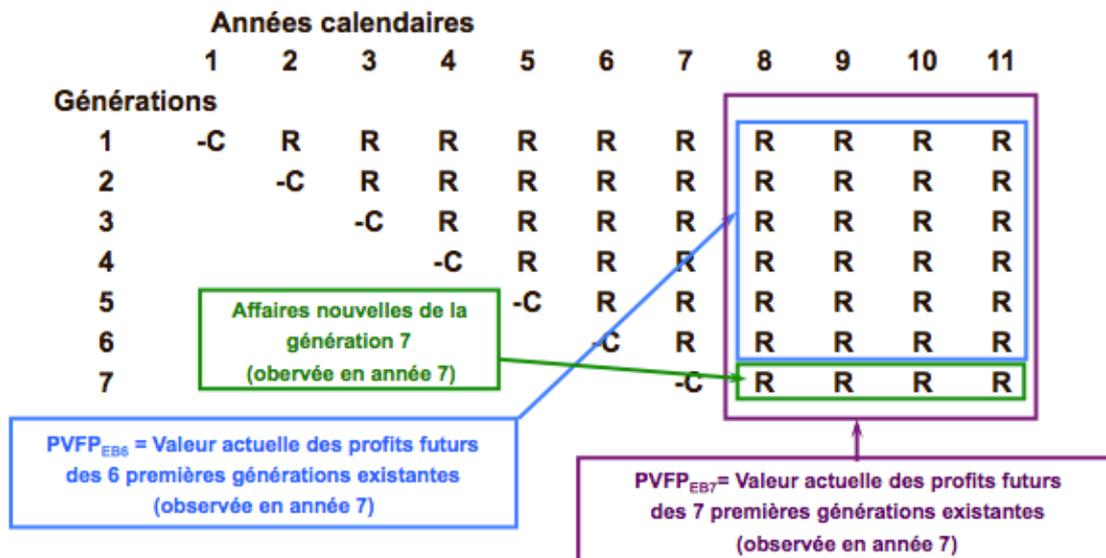 Années calendaires
1 2 3 4 5 6 7 8 9 10 11
Générations
1 -C R R R R R R R R R R
2 -C R R R R R R R R R
3 -C R R R R R R R R
4 -C R R R R R R R
5 -C R R R R R R
6 -C R R R R R
7 -C R R R R
Affaires nouvelles de la
génération 7
(obervée en année 7)
PVFP_EB6 = Valeur actuelle des profits futurs
des 6 premières générations existantes
(observée en année 7)
PVFP_EB7= Valeur actuelle des profits futurs
des 7 premières générations existantes
(observée en année 7)